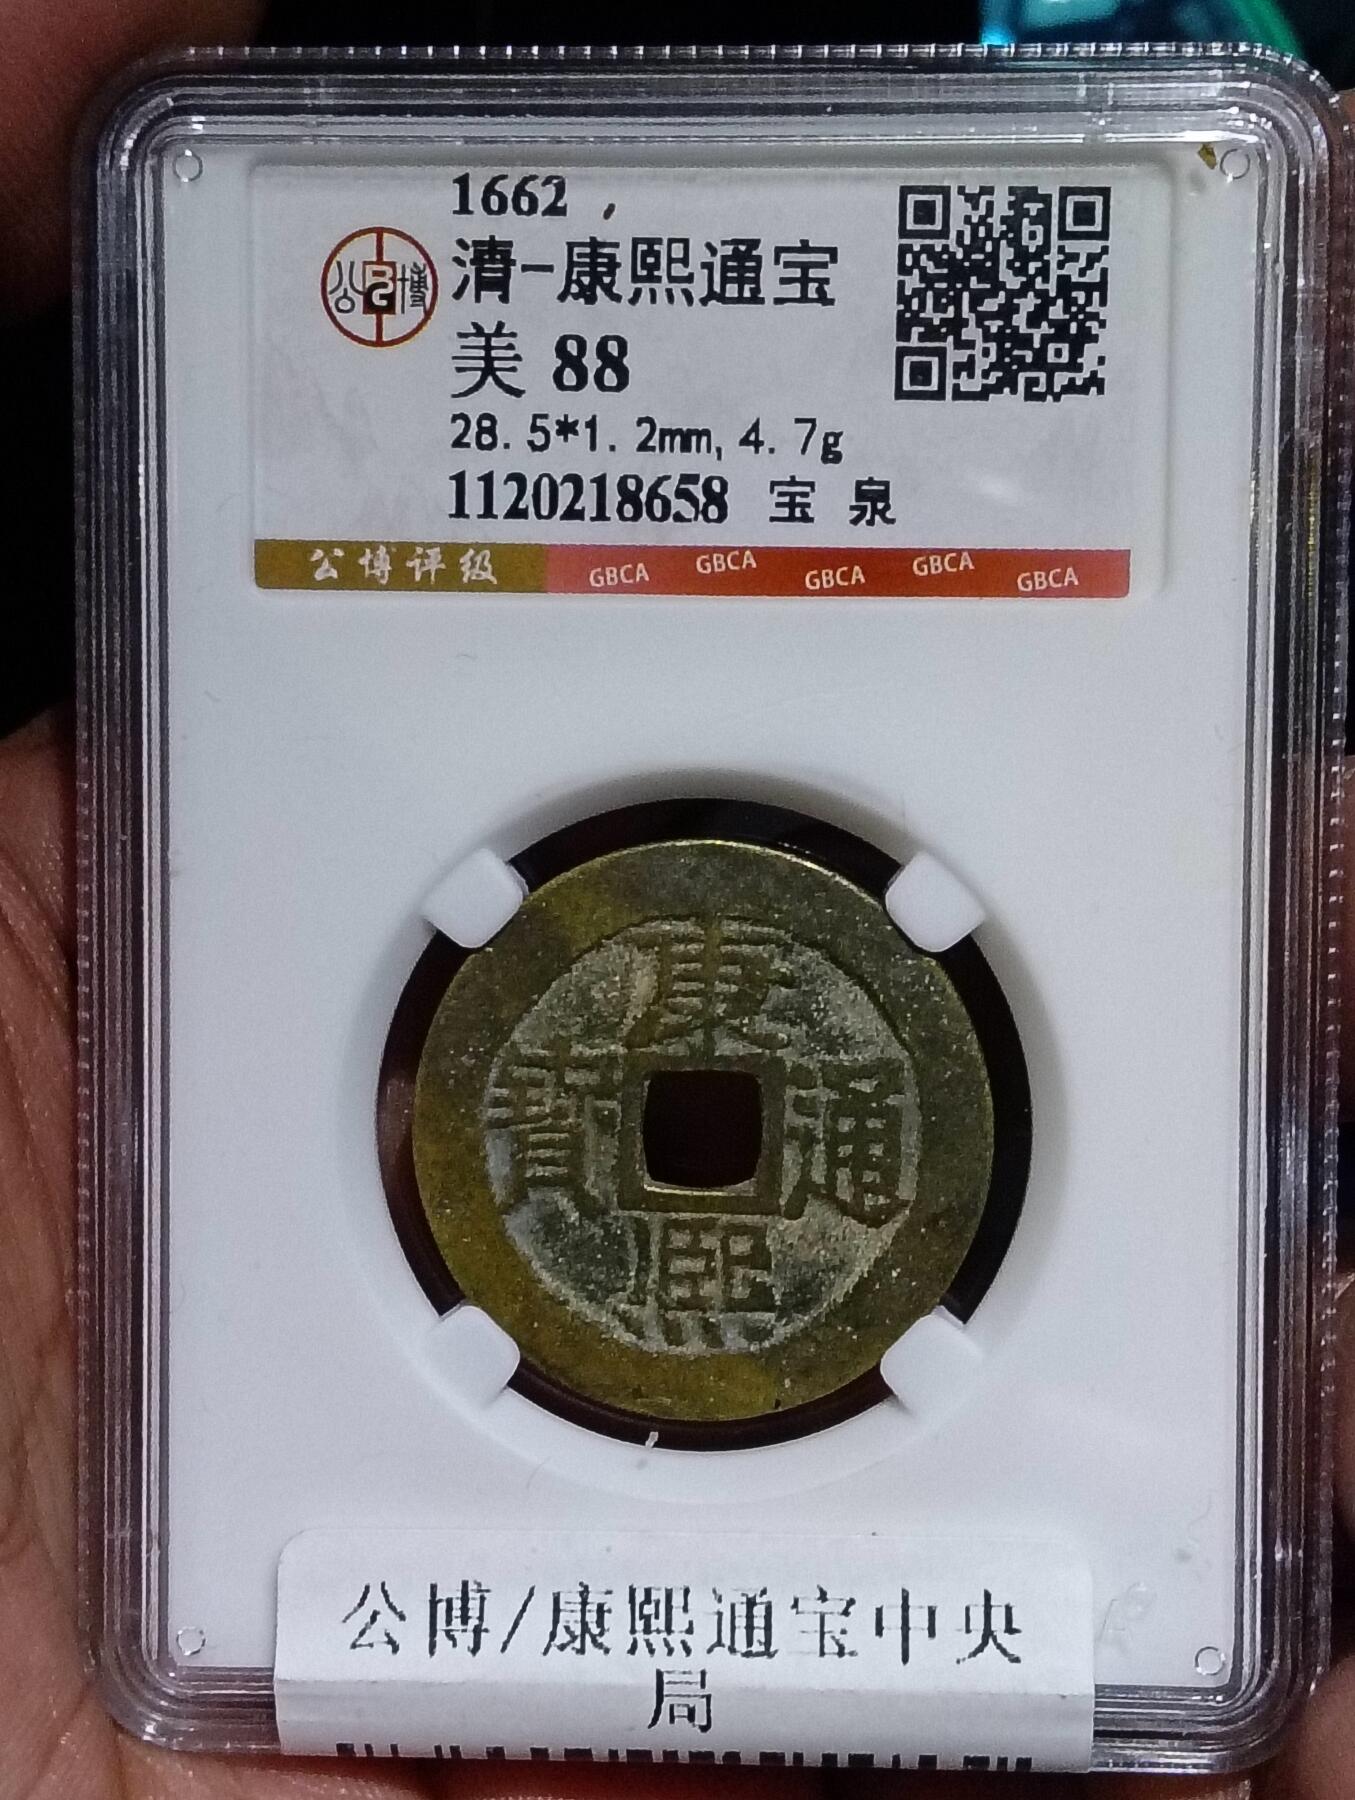 1662
公博
清-康熙通宝
美 88
28.5*1.2mm, 4.7g
1120218658 宝 泉
公博评级 GBCA GBCA GBCA GBCA GBCA
康
寶 通
熙
公博/康熙通宝中央
局